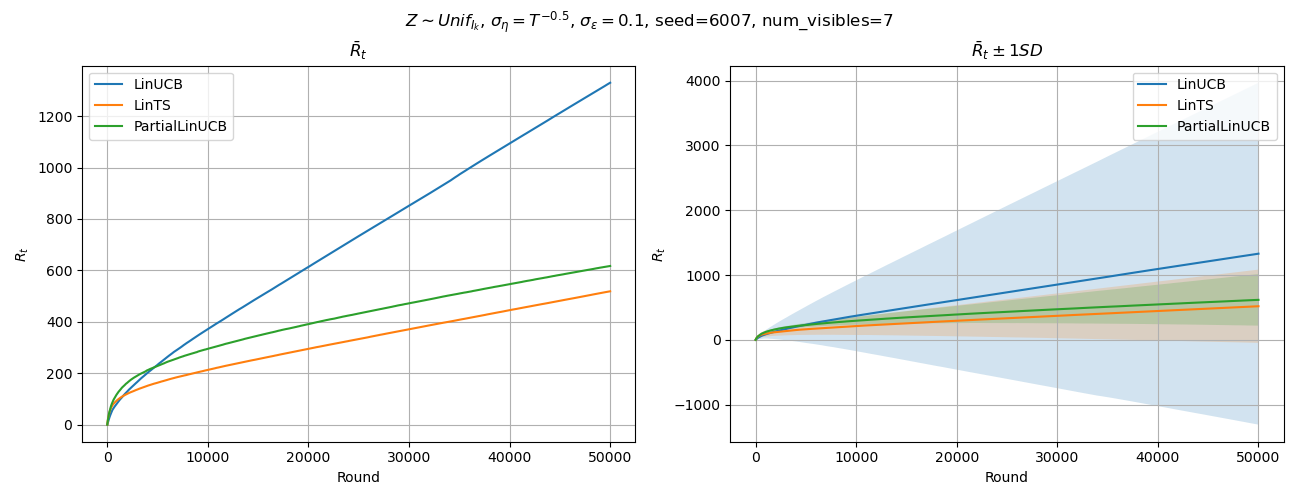 Z ∼ Unif_{I_k}, σ_η = T^{−0.5}, σ_ε = 0.1, seed=6007, num_visibles=7
R̄_t
LinUCB
LinTS
PartialLinUCB
1200
1000
800
600
400
200
0
R_t
0 10000 20000 30000 40000 50000
Round
R̄_t ± 1SD
LinUCB
LinTS
PartialLinUCB
4000
3000
2000
1000
0
−1000
R_t
0 10000 20000 30000 40000 50000
Round